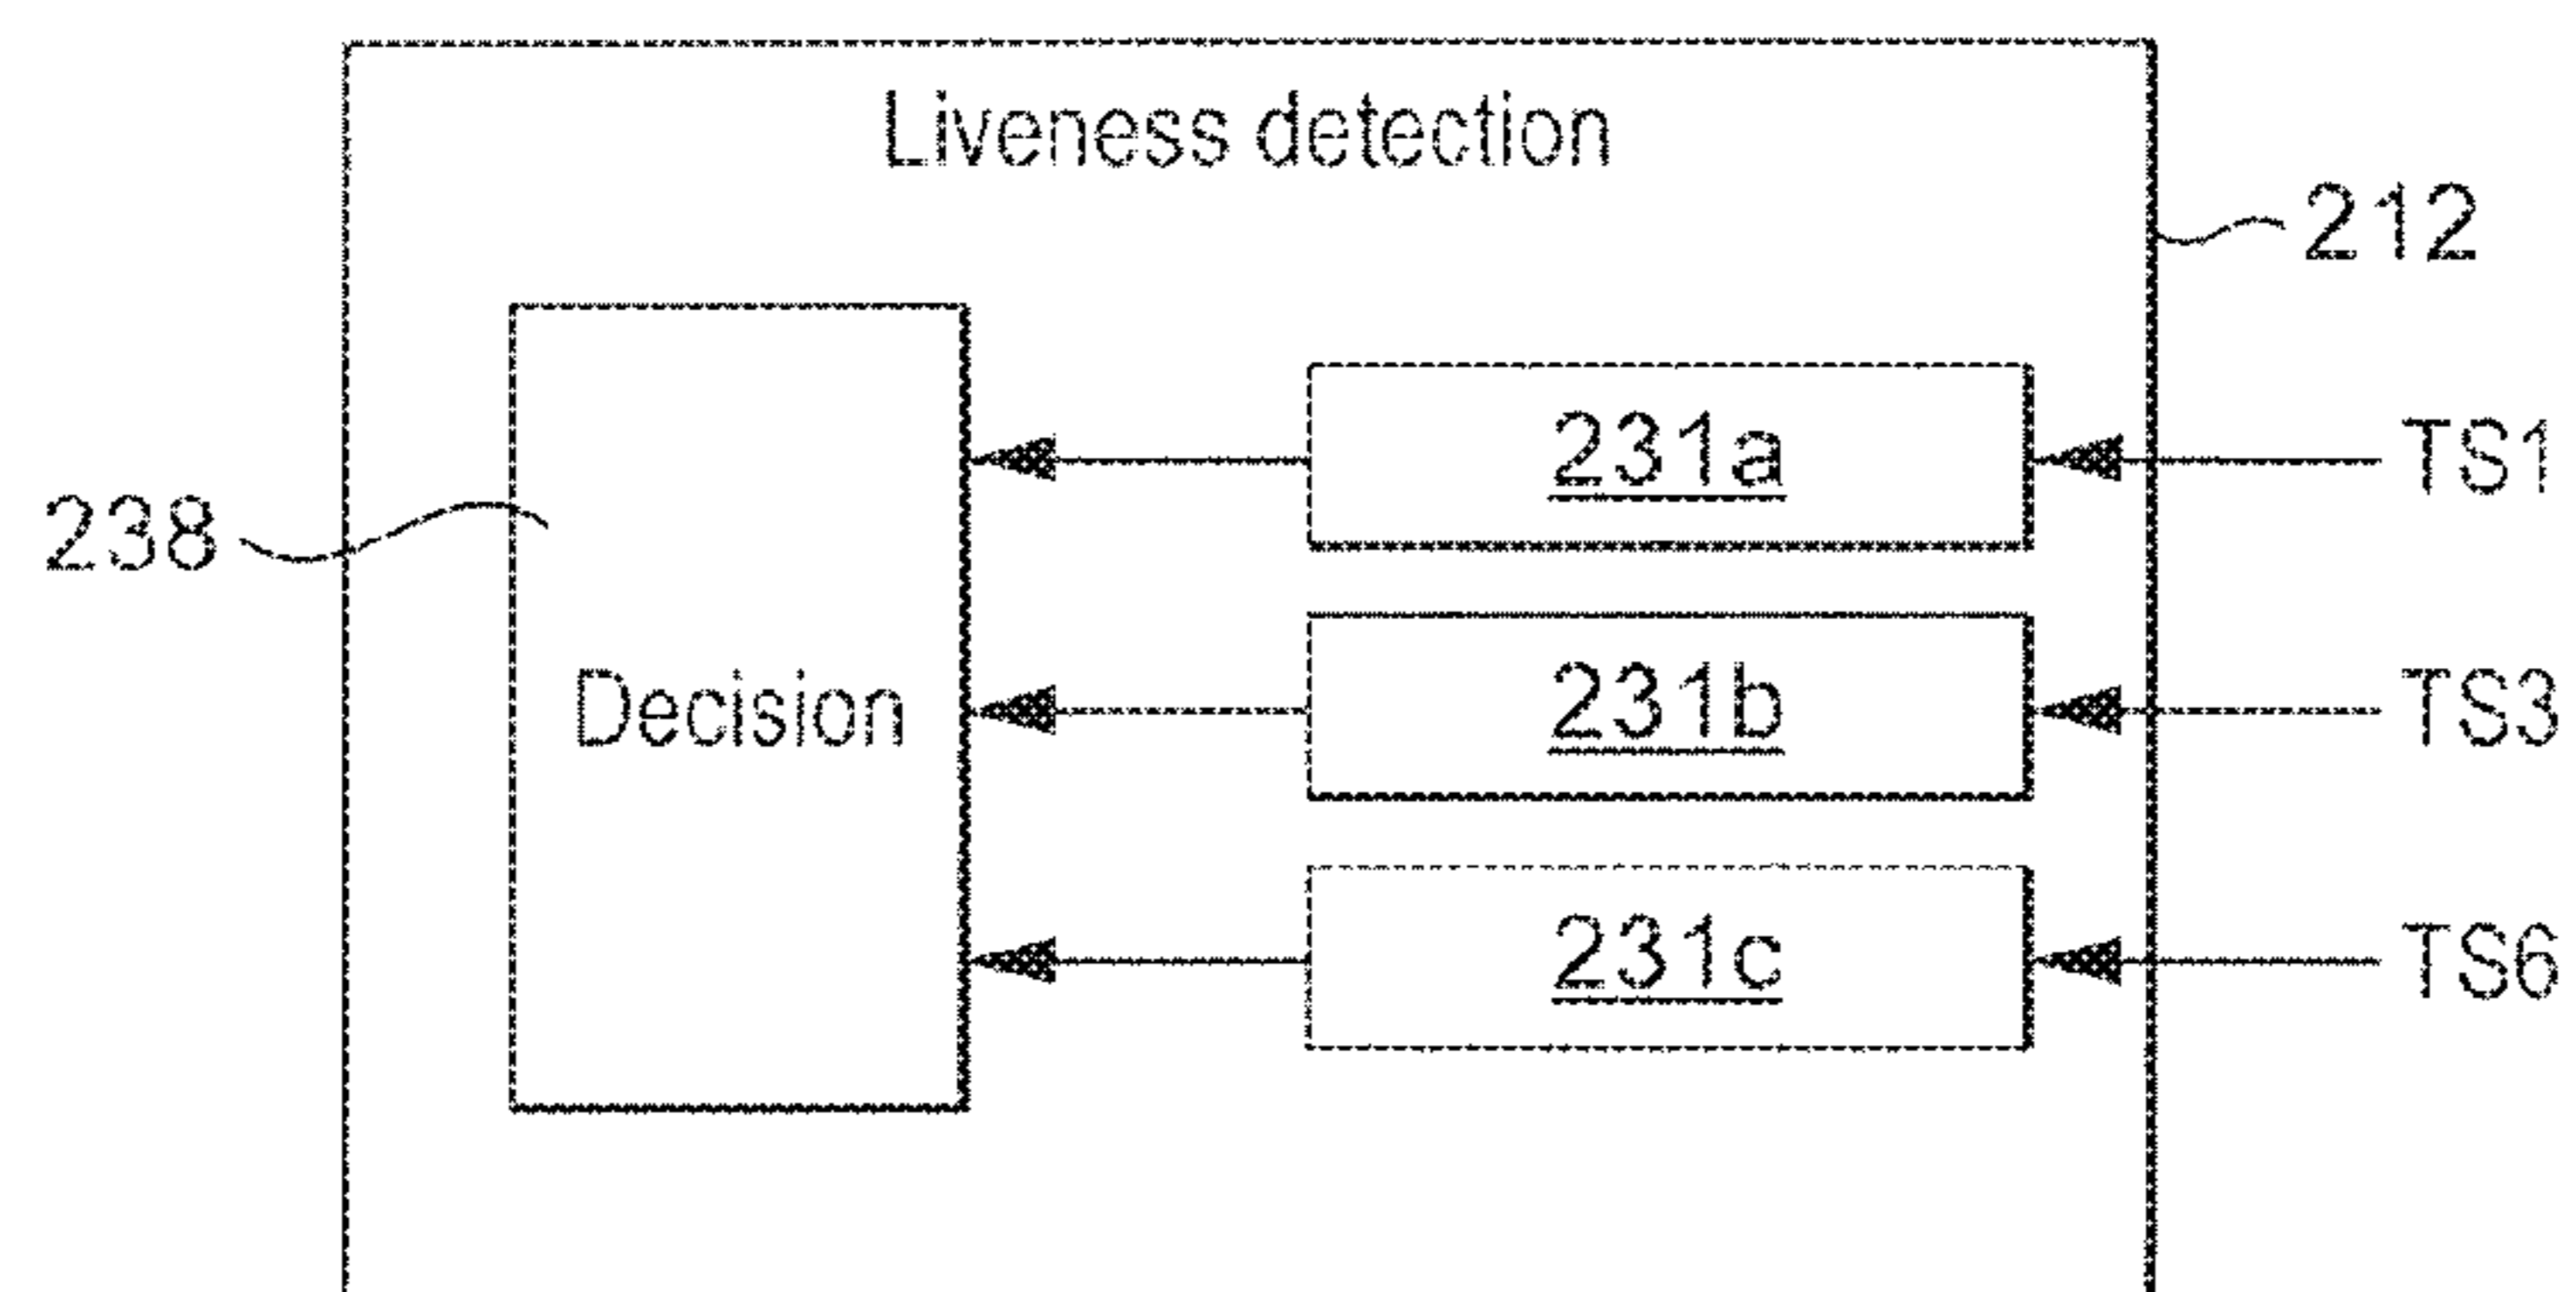 Liveness detection
212
231a
TS1
238
Decision
231b
TS3
231c
TS6